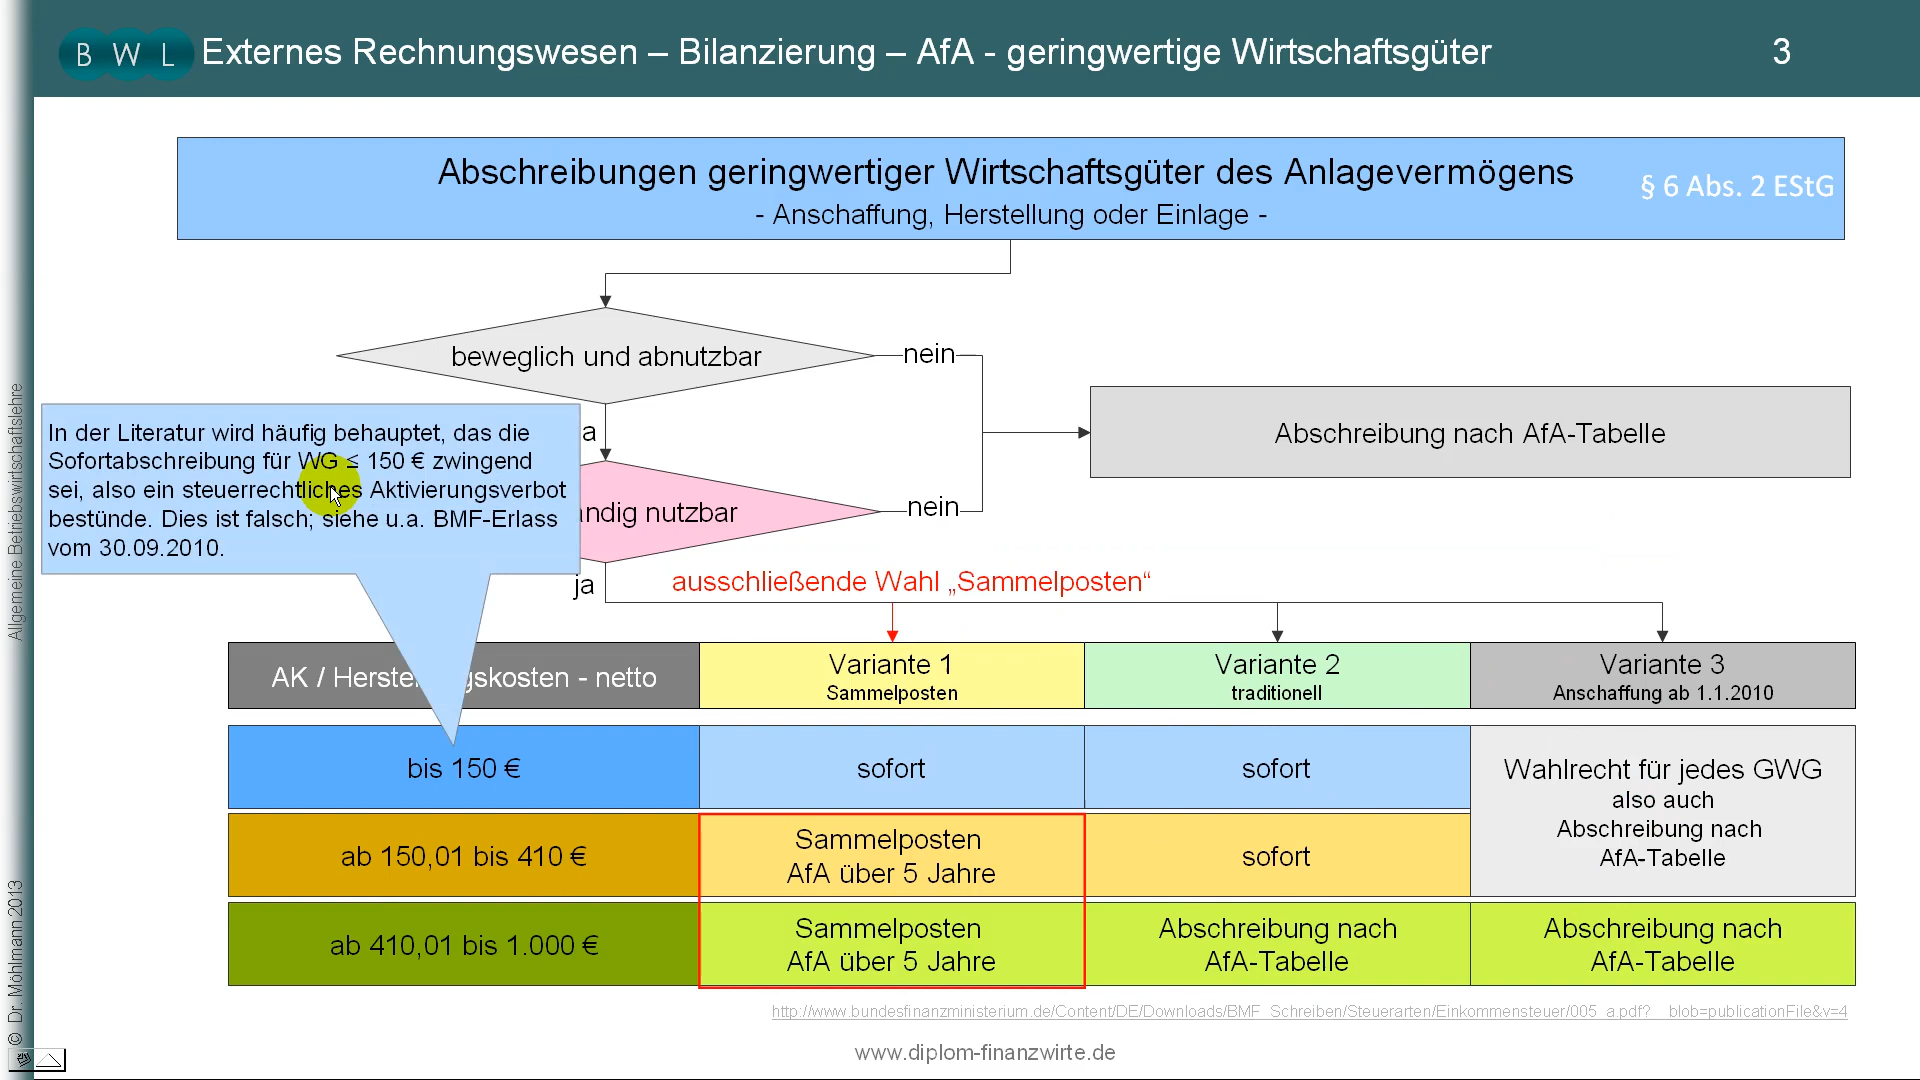 B W L Externes Rechnungswesen – Bilanzierung – AfA - geringwertige Wirtschaftsgüter 3
Abschreibungen geringwertiger Wirtschaftsgüter des Anlagevermögens
- Anschaffung, Herstellung oder Einlage -
§ 6 Abs. 2 EStG
beweglich und abnutzbar
nein
Abschreibung nach AfA-Tabelle
a
In der Literatur wird häufig behauptet, das die
Sofortabschreibung für WG ≤ 150 € zwingend
sei, also ein steuerrechtliches Aktivierungsverbot
bestünde. Dies ist falsch; siehe u.a. BMF-Erlass
vom 30.09.2010.
ndig nutzbar
nein
ja
ausschließende Wahl „Sammelposten“
AK / Herste gskosten - netto
Variante 1
Sammelposten
Variante 2
traditionell
Variante 3
Anschaffung ab 1.1.2010
bis 150 €
sofort
sofort
Wahlrecht für jedes GWG
also auch
Abschreibung nach
AfA-Tabelle
ab 150,01 bis 410 €
Sammelposten
AfA über 5 Jahre
sofort
ab 410,01 bis 1.000 €
Sammelposten
AfA über 5 Jahre
Abschreibung nach
AfA-Tabelle
Abschreibung nach
AfA-Tabelle
http://www.bundesfinanzministerium.de/Content/DE/Downloads/BMF_Schreiben/Steuerarten/Einkommensteuer/005_a.pdf?__blob=publicationFile&v=4
www.diplom-finanzwirte.de
Allgemeine Betriebswirtschaftslehre
© Dr. Möhlmann 2013